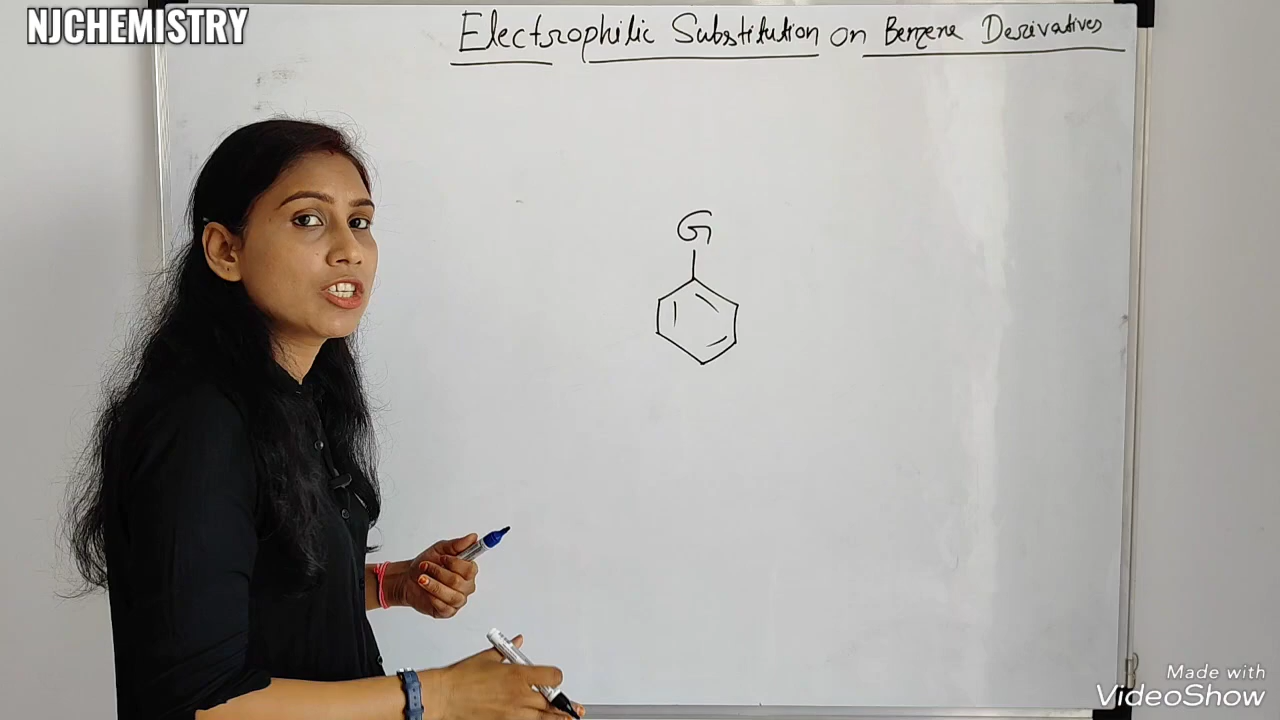 NJCHEMISTRY
Electrophilic Substitution on Benzene Derivatives
G
Made with
VideoShow